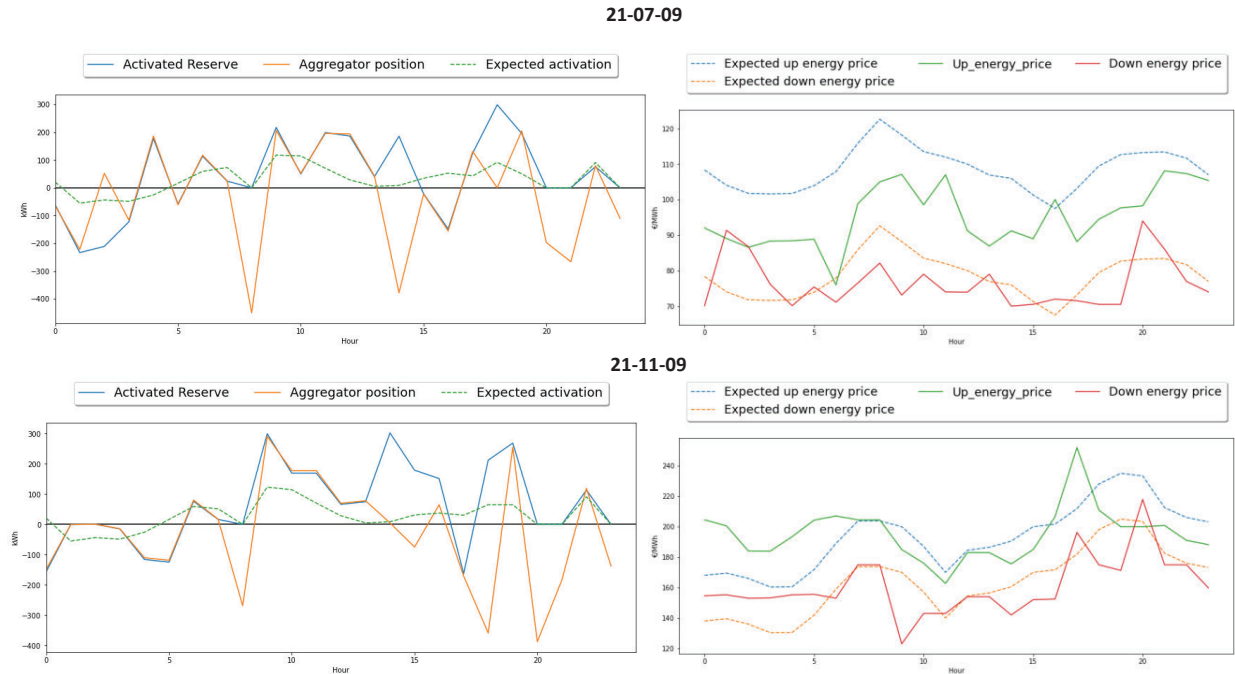 21-07-09
Activated Reserve Aggregator position Expected activation
300
200
100
0
−100
−200
−300
−400
kWh
0 5 10 15 20
Hour
Expected up energy price Up_energy_price Down energy price
Expected down energy price
120
110
100
90
80
70
€/MWh
0 5 10 15 20
Hour
21-11-09
Activated Reserve Aggregator position Expected activation
300
200
100
0
−100
−200
−300
−400
kWh
0 5 10 15 20
Hour
Expected up energy price Up_energy_price Down energy price
Expected down energy price
240
220
200
180
160
140
120
€/MWh
0 5 10 15 20
Hour